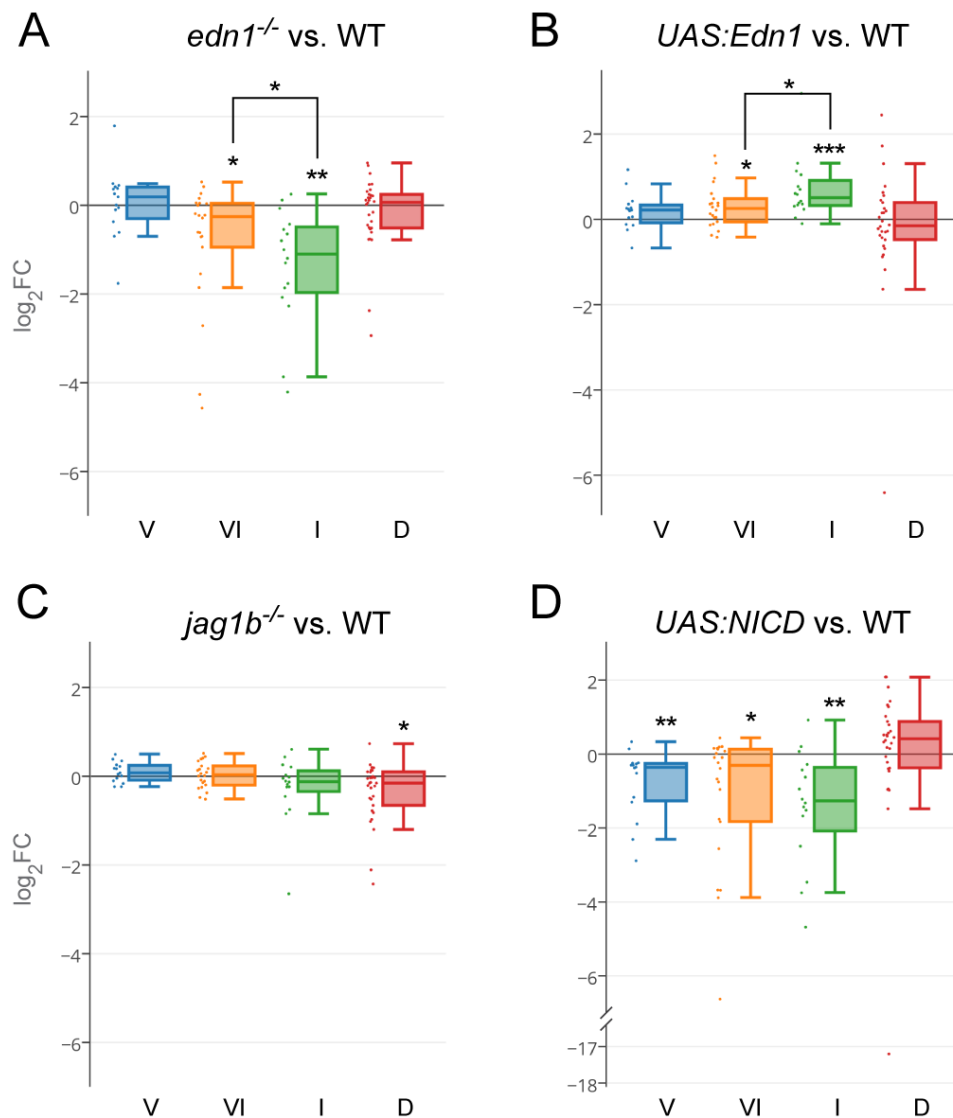 A
edn1-/- vs. WT
*
*
**
2
0
−2
−4
−6
log2FC
V VI I D
B
UAS:Edn1 vs. WT
*
*
***
2
0
−2
−4
−6
V VI I D
C
jag1b-/- vs. WT
*
2
0
−2
−4
−6
log2FC
V VI I D
D
UAS:NICD vs. WT
**
*
**
2
0
−2
−4
−6
−17
−18
V VI I D